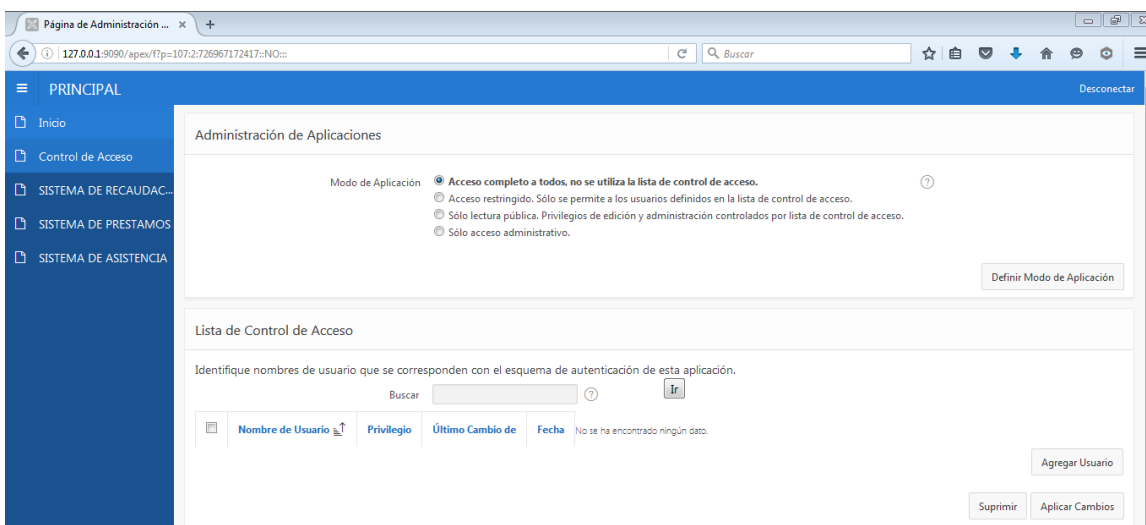 Página de Administración ...
127.0.0.1:9090/apex/f?p=107:2:726967172417::NO:::
Buscar
PRINCIPAL
Desconectar
Inicio
Control de Acceso
SISTEMA DE RECAUDAC...
SISTEMA DE PRESTAMOS
SISTEMA DE ASISTENCIA
Administración de Aplicaciones
Modo de Aplicación
Acceso completo a todos, no se utiliza la lista de control de acceso.
Acceso restringido. Sólo se permite a los usuarios definidos en la lista de control de acceso.
Sólo lectura pública. Privilegios de edición y administración controlados por lista de control de acceso.
Sólo acceso administrativo.
Definir Modo de Aplicación
Lista de Control de Acceso
Identifique nombres de usuario que se corresponden con el esquema de autenticación de esta aplicación.
Buscar
Ir
Nombre de Usuario Privilegio Último Cambio de Fecha No se ha encontrado ningún dato.
Agregar Usuario
Suprimir Aplicar Cambios